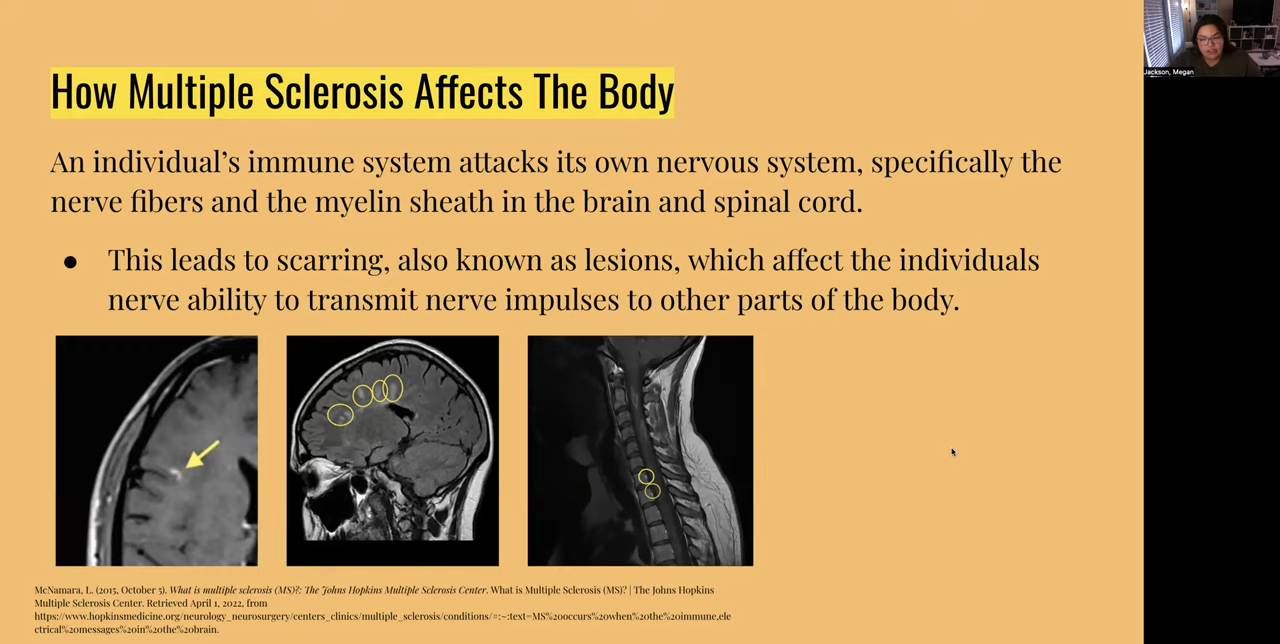 How Multiple Sclerosis Affects The Body
An individual’s immune system attacks its own nervous system, specifically the
nerve fibers and the myelin sheath in the brain and spinal cord.
● This leads to scarring, also known as lesions, which affect the individuals
nerve ability to transmit nerve impulses to other parts of the body.
McNamara, L. (2015, October 5). What is multiple sclerosis (MS)?: The Johns Hopkins Multiple Sclerosis Center. What is Multiple Sclerosis (MS)? | The Johns Hopkins
Multiple Sclerosis Center. Retrieved April 1, 2022, from
https://www.hopkinsmedicine.org/neurology_neurosurgery/centers_clinics/multiple_sclerosis/conditions/#:~:text=MS%20occurs%20when%20the%20immune,ele
ctrical%20messages%20in%20the%20brain.
Jackson, Megan